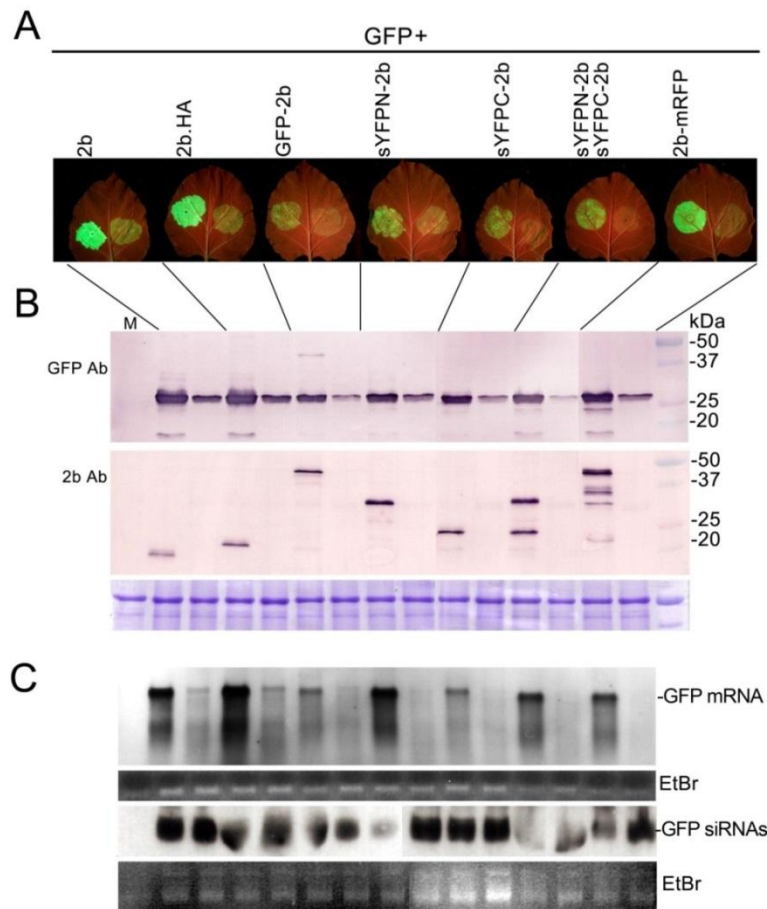 A
GFP+
2b
2b.HA
GFP-2b
sYFPN-2b
sYFPC-2b
sYFPN-2b
sYFPC-2b
2b-mRFP
B
M
kDa
GFP Ab
-50
-37
-25
-20
2b Ab
-50
-37
-25
-20
C
-GFP mRNA
EtBr
-GFP siRNAs
EtBr